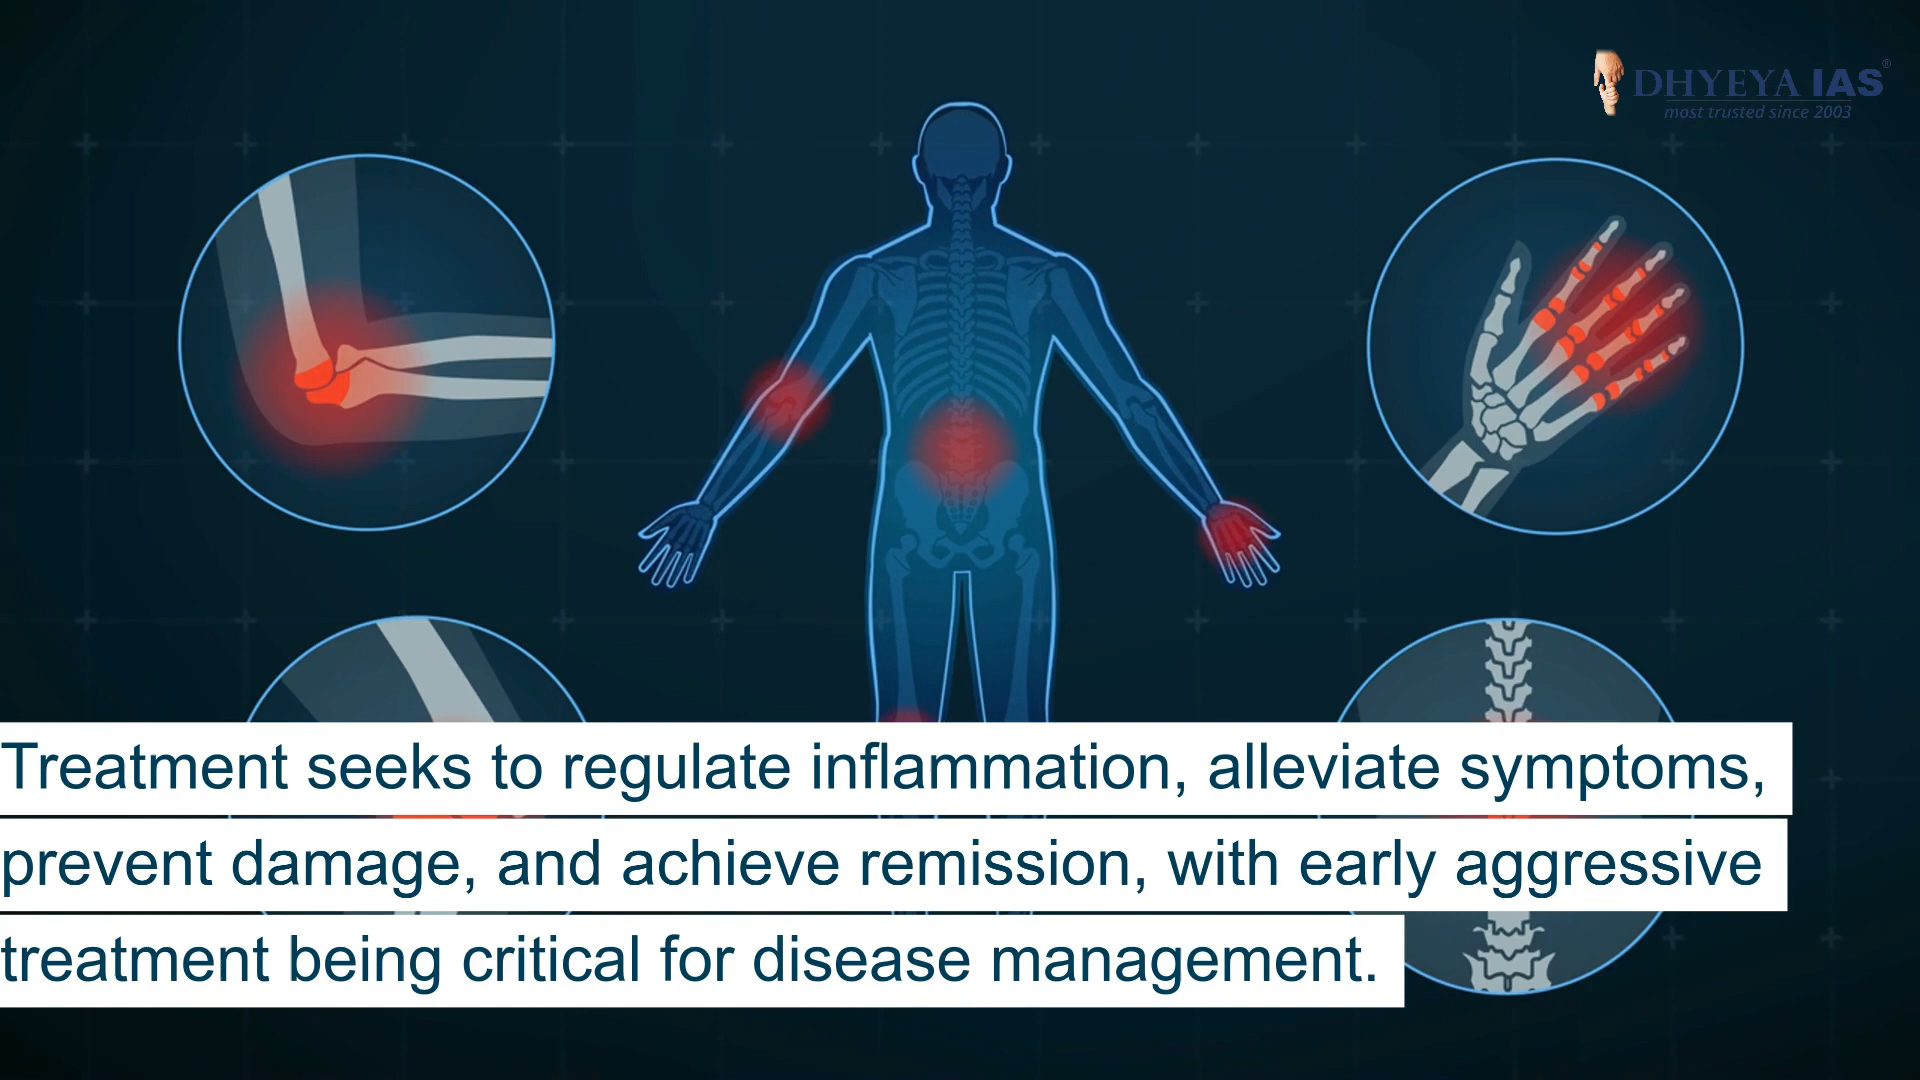 DHYEYA IAS®
most trusted since 2003
Treatment seeks to regulate inflammation, alleviate symptoms,
prevent damage, and achieve remission, with early aggressive
treatment being critical for disease management.